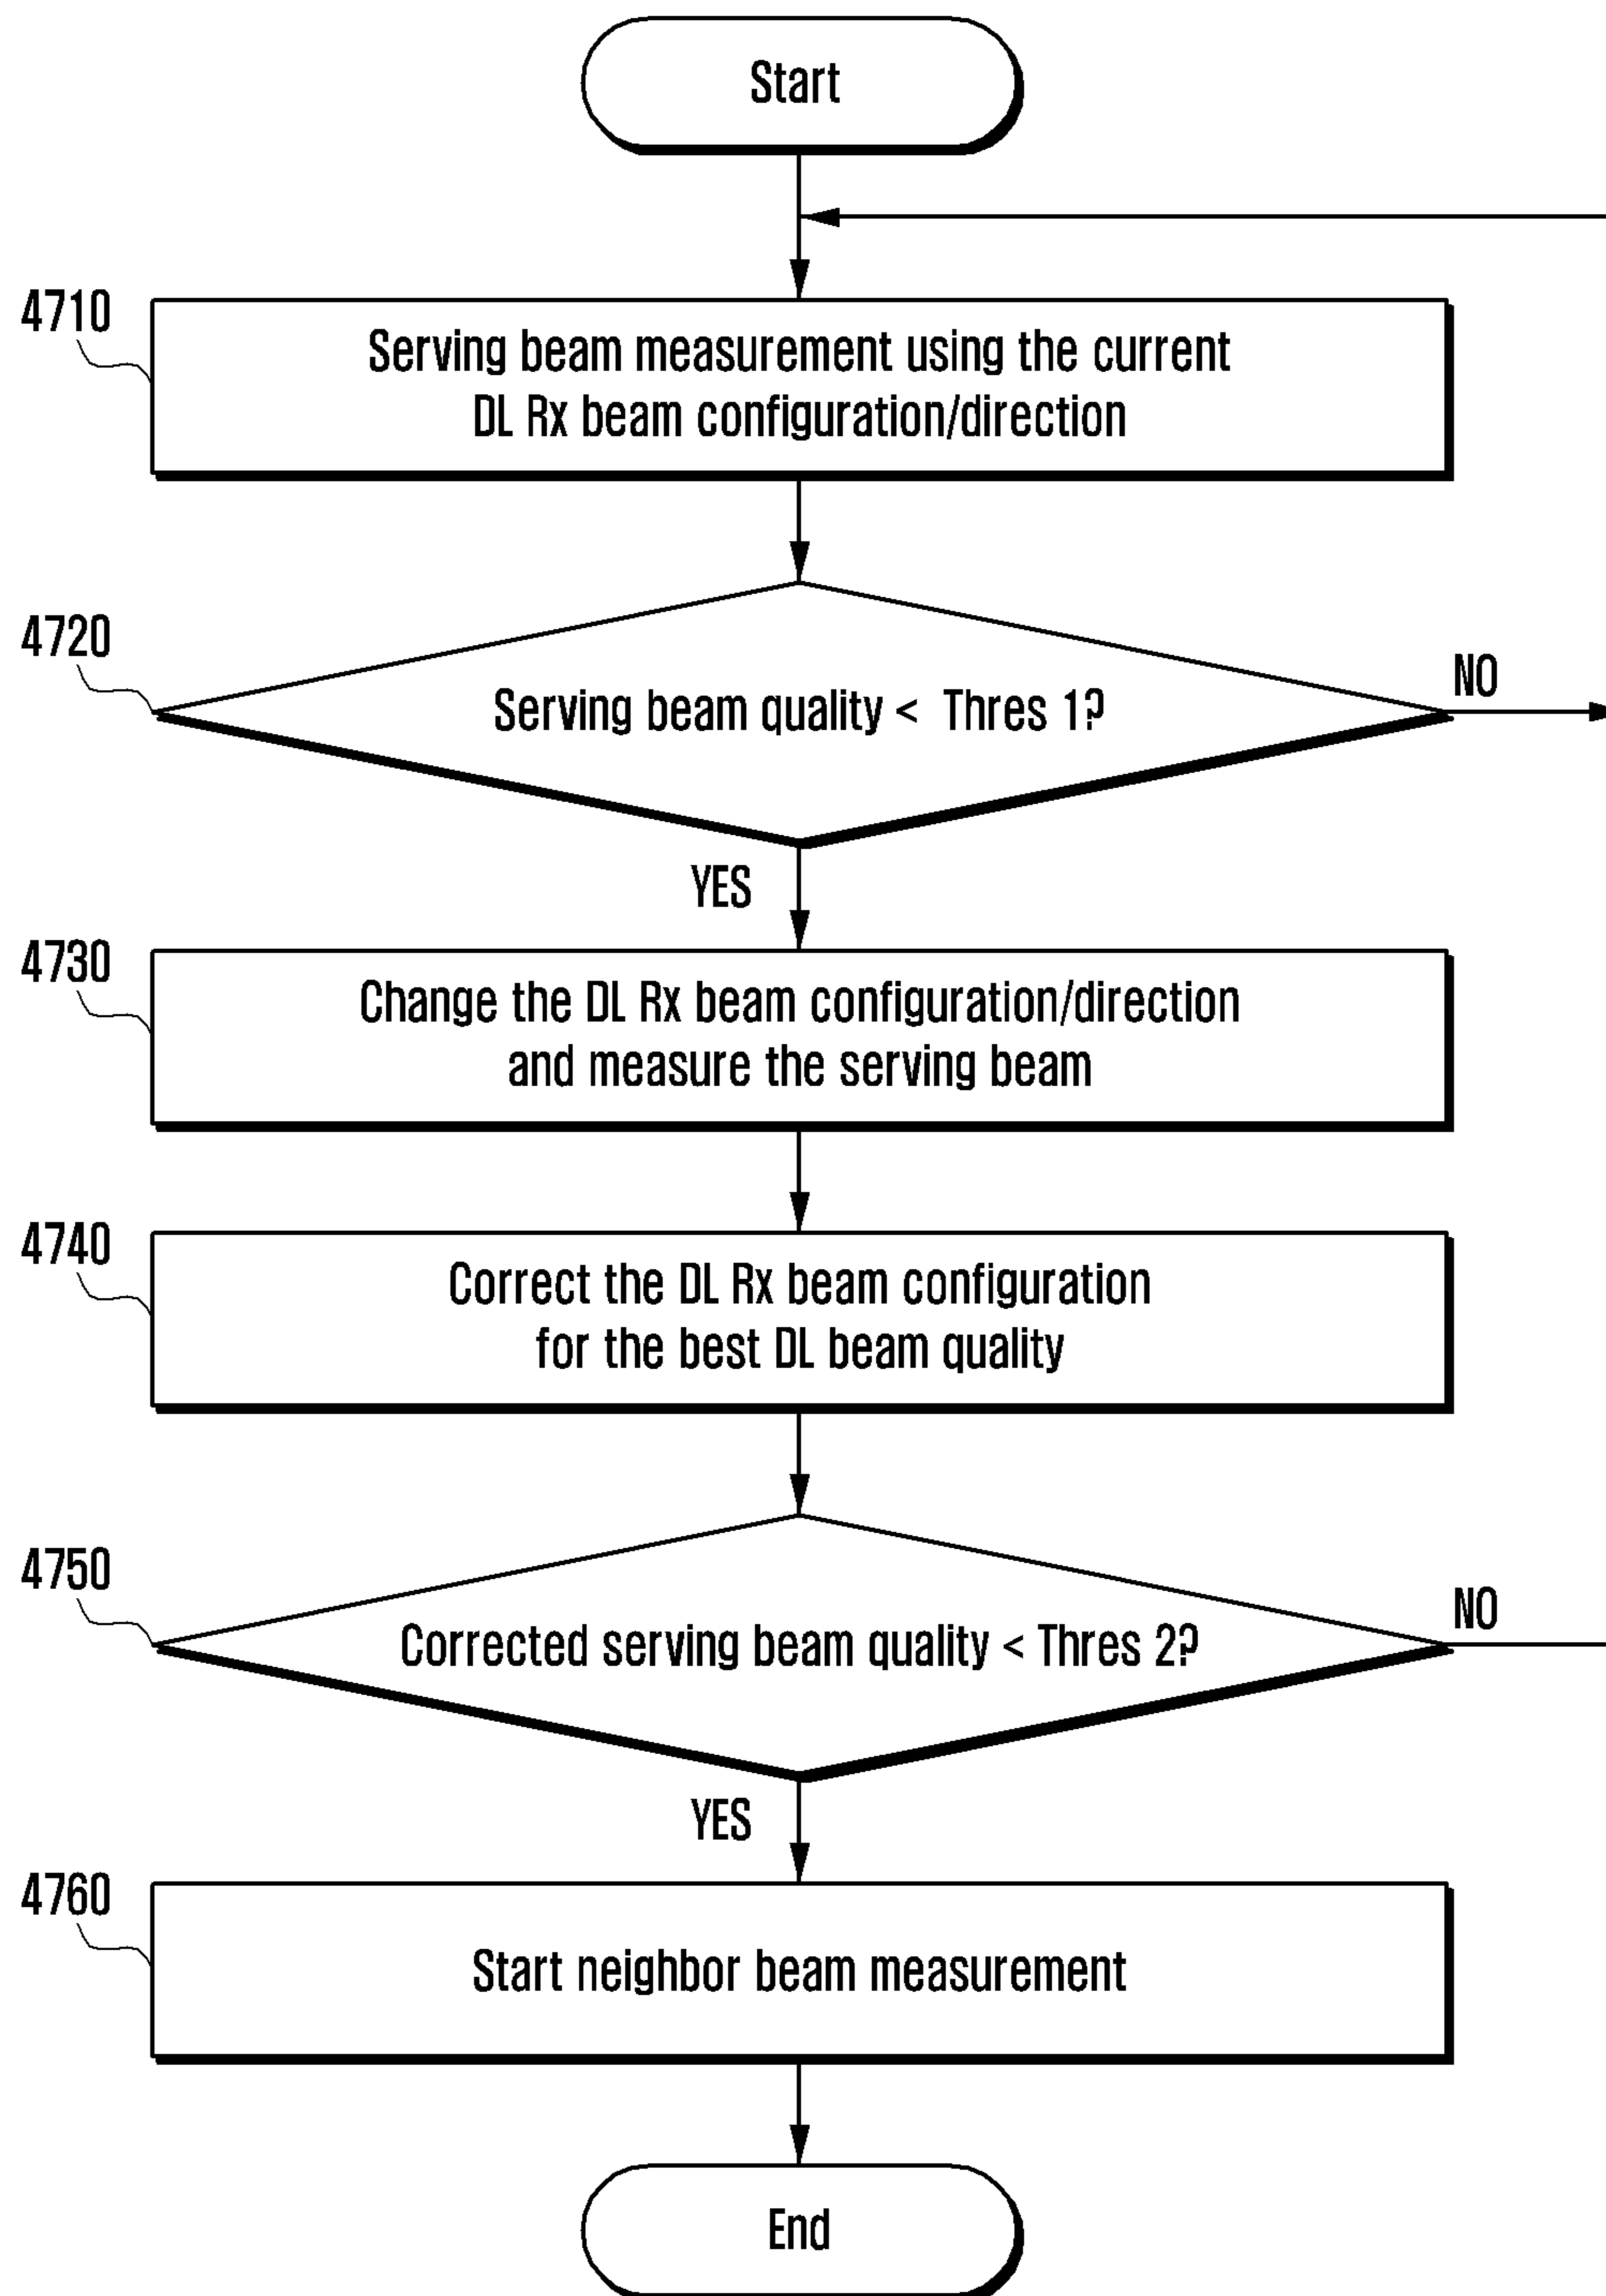 Start
4710
Serving beam measurement using the current
DL Rx beam configuration/direction
4720
Serving beam quality < Thres 1?
NO
YES
4730
Change the DL Rx beam configuration/direction
and measure the serving beam
4740
Correct the DL Rx beam configuration
for the best DL beam quality
4750
Corrected serving beam quality < Thres 2?
NO
YES
4760
Start neighbor beam measurement
End